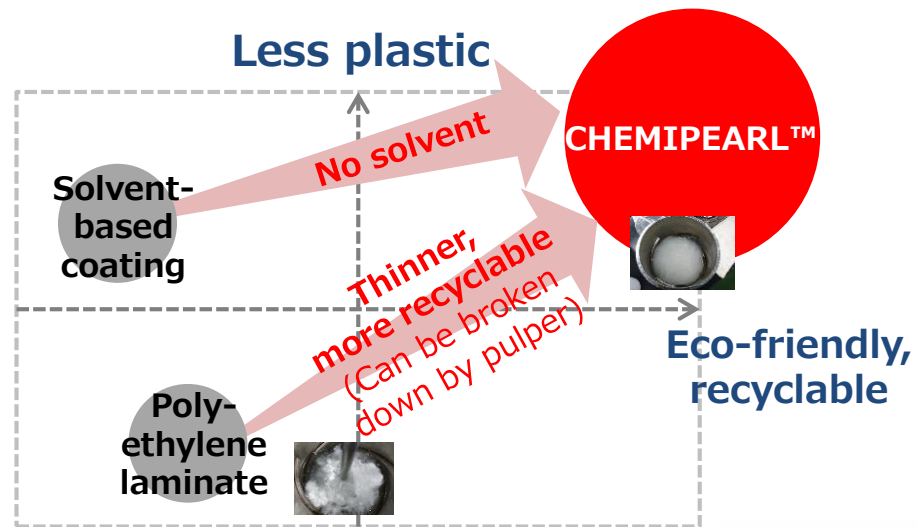 Less plastic
CHEMIPEARL™
No solvent
Solvent-
based
coating
Thinner,
more recyclable
(Can be broken
down by pulper)
Eco-friendly,
recyclable
Poly-
ethylene
laminate